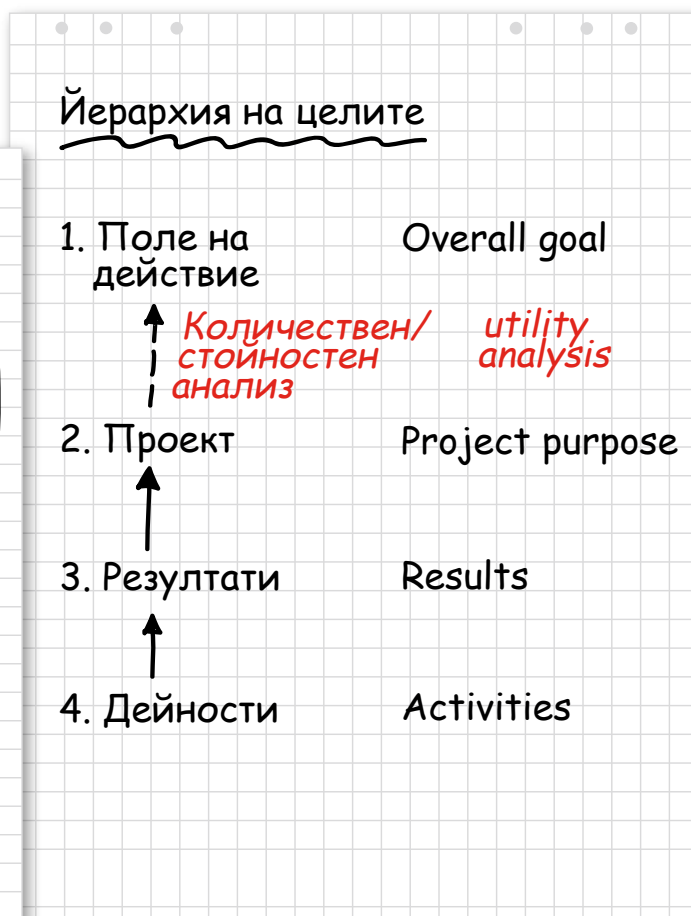 Йерархия на целите
1. Поле на Overall goal
действие
Количествен/ utility
стойностен analysis
анализ
2. Проект Project purpose
3. Резултати Results
4. Дейности Activities